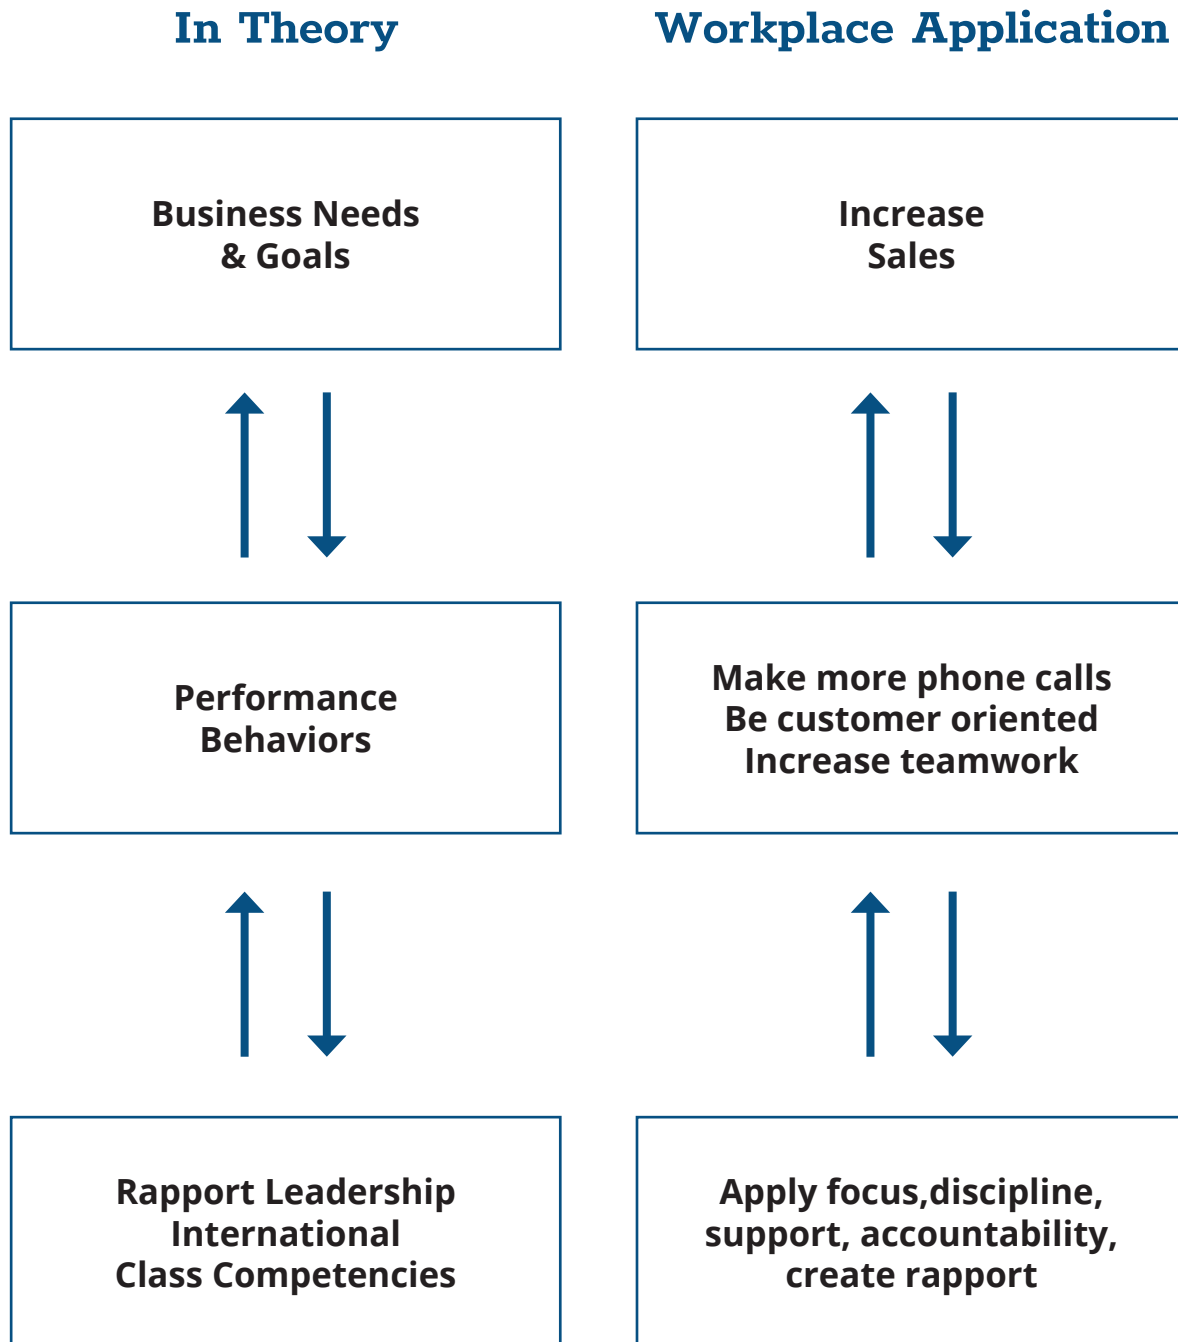 In Theory
Workplace Application
Business Needs
& Goals
Increase
Sales
Performance
Behaviors
Make more phone calls
Be customer oriented
Increase teamwork
Rapport Leadership
International
Class Competencies
Apply focus,discipline,
support, accountability,
create rapport